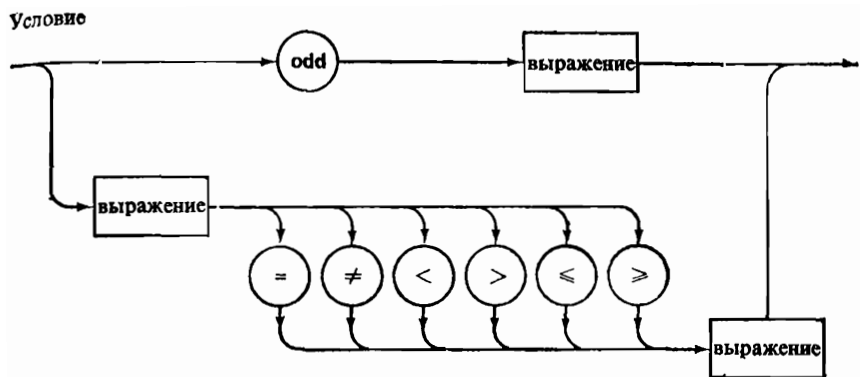 Условие
odd выражение
выражение
= ≠ < > ⩽ ⩾
выражение